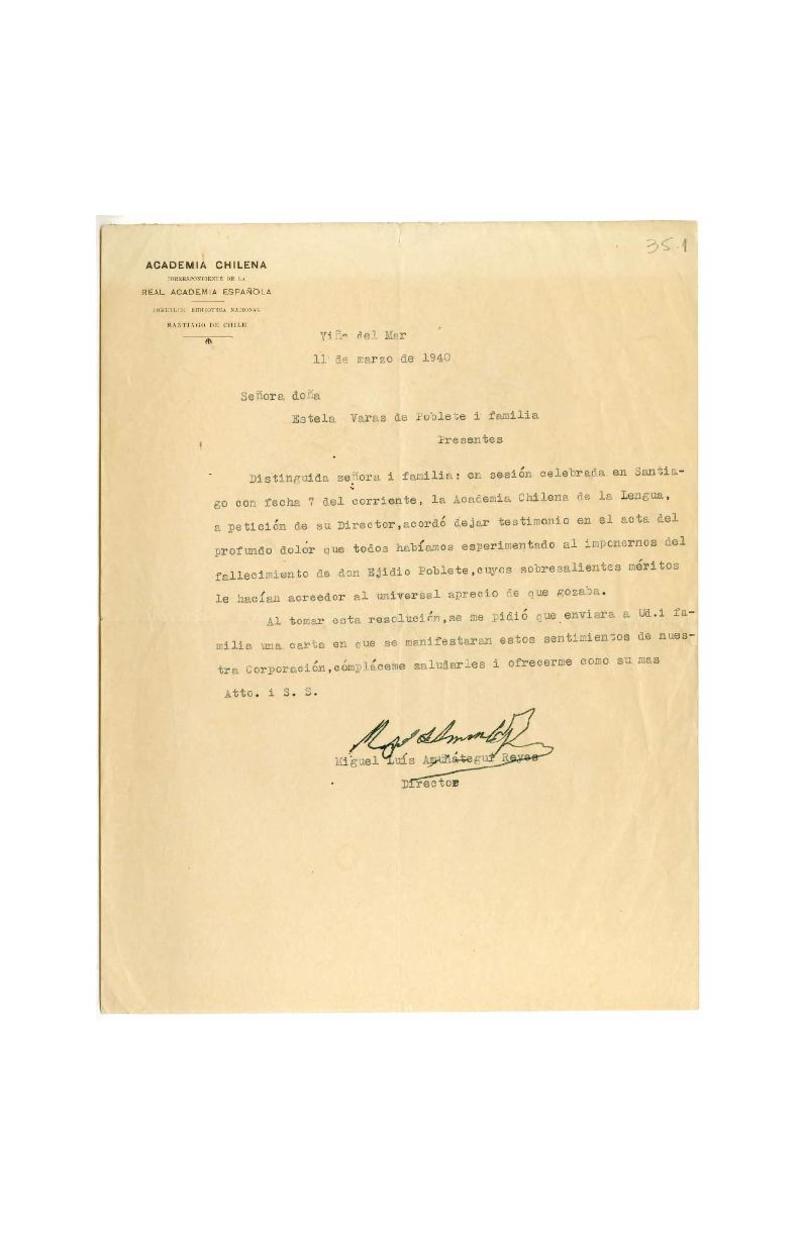 35.1
ACADEMIA CHILENA
CORRESPONDIENTE DE LA
REAL ACADEMIA ESPAÑOLA
BIBLIOTECA NACIONAL
SANTIAGO DE CHILE
Viña del Mar
11 de marzo de 1940
Señora doña
Estela Varas de Poblete i familia
Presentes
Distinguida señora i familia: en sesión celebrada en Santia-
go con fecha 7 del corriente, la Academia Chilena de la Lengua,
a petición de su Director,acordó dejar testimonio en el acta del
profundo dolór que todos habíamos esperimentado al imponernos del
fallecimiento de don Ejidio Poblete,cuyos sobresalientes méritos
le hacían acreedor al universal aprecio de que gozaba.
Al tomar esta resolución,se me pidió que enviara a Ud.i fa-
milia una carta en que se manifestaran estos sentimientos de nues-
tra Corporación,cómpláceme saludarles i ofrecerme como su mas
Atto. i S. S.
Miguel Luís Amunátegui Reyes
Director